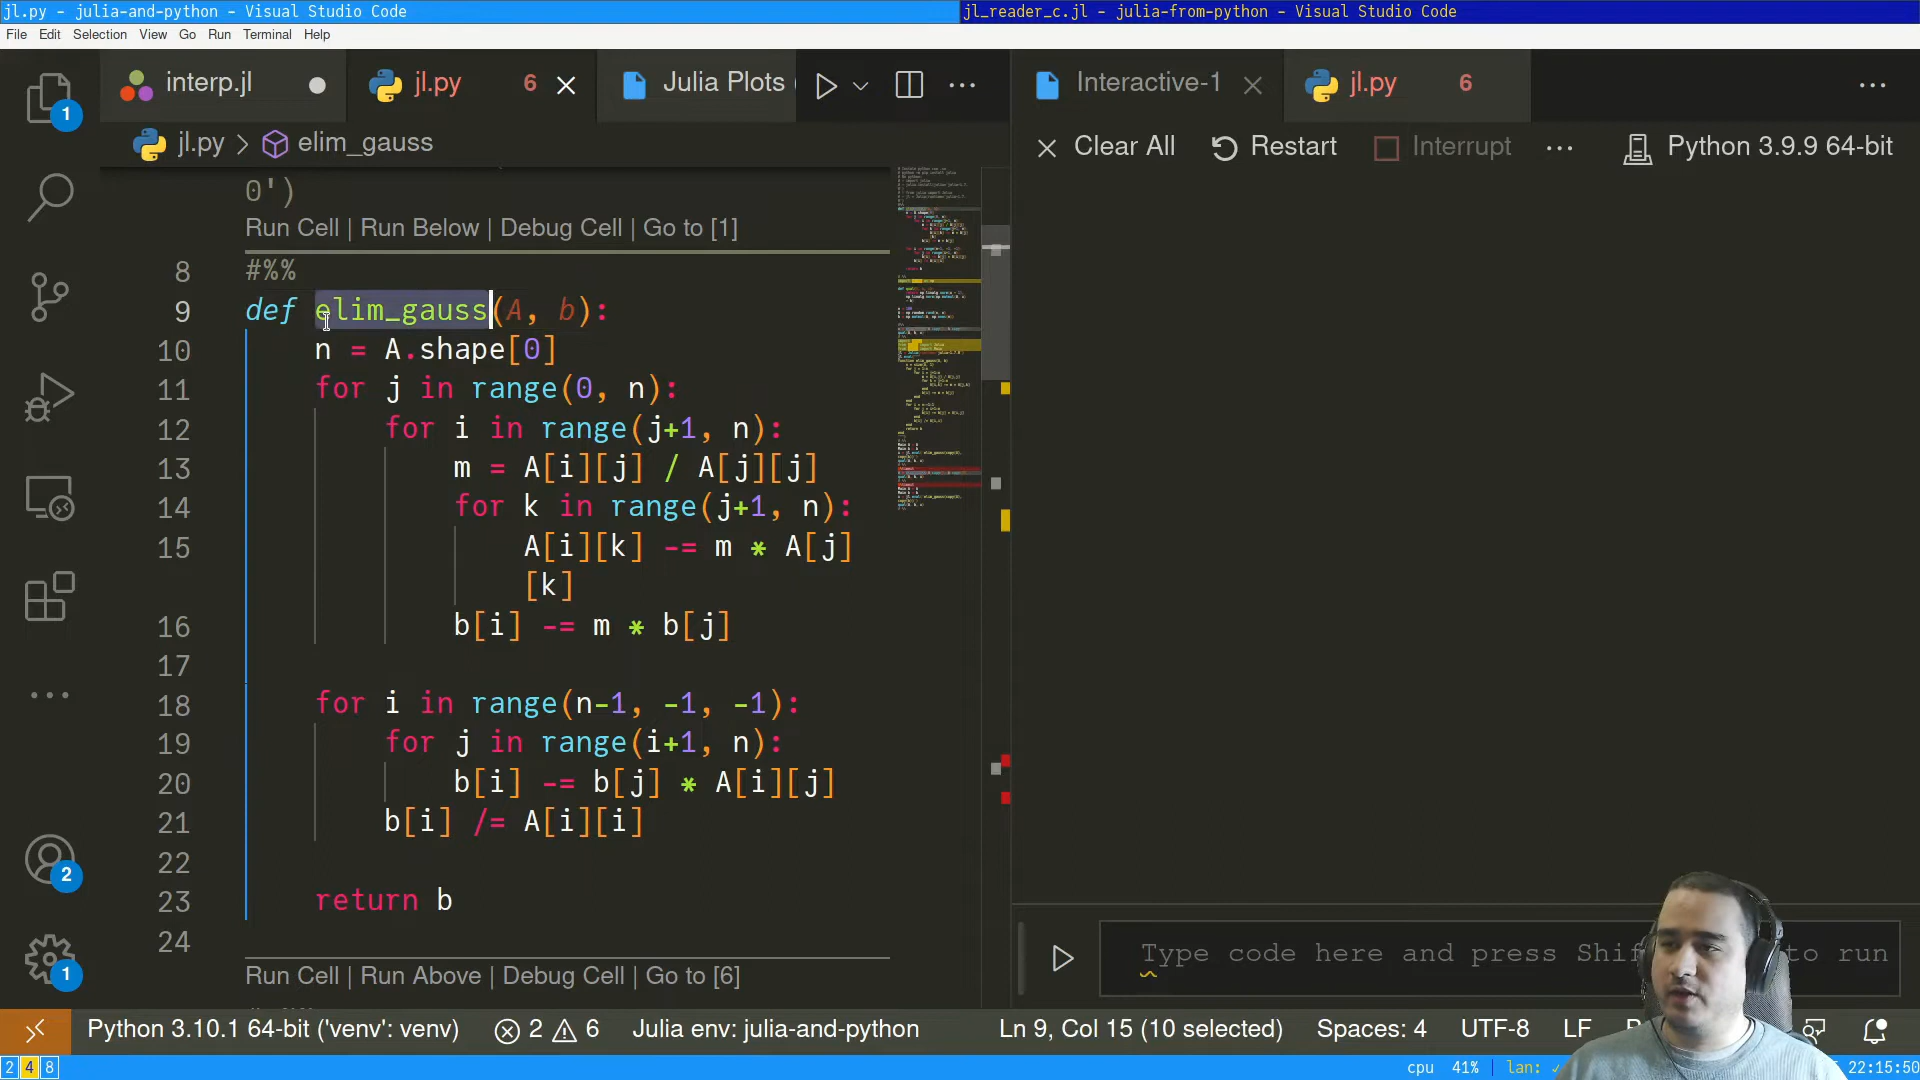 jl.py - julia-and-python - Visual Studio Code
jl_reader_c.jl - julia-from-python - Visual Studio Code
File Edit Selection View Go Run Terminal Help
interp.jl
jl.py 6
Julia Plots
Interactive-1
jl.py 6
jl.py > elim_gauss
Clear All Restart Interrupt Python 3.9.9 64-bit
0')
Run Cell | Run Below | Debug Cell | Go to [1]
8 #%%
9 def elim_gauss(A, b):
10 n = A.shape[0]
11 for j in range(0, n):
12 for i in range(j+1, n):
13 m = A[i][j] / A[j][j]
14 for k in range(j+1, n):
15 A[i][k] -= m * A[j]
[k]
16 b[i] -= m * b[j]
17
18 for i in range(n-1, -1, -1):
19 for j in range(i+1, n):
20 b[i] -= b[j] * A[i][j]
21 b[i] /= A[i][i]
22
23 return b
24
Run Cell | Run Above | Debug Cell | Go to [6]
Type code here and press to run
1
2
1
Python 3.10.1 64-bit ('venv': venv) 2 6 Julia env: julia-and-python Ln 9, Col 15 (10 selected) Spaces: 4 UTF-8 LF
2 4 8 cpu 41% lan: 22:15:50